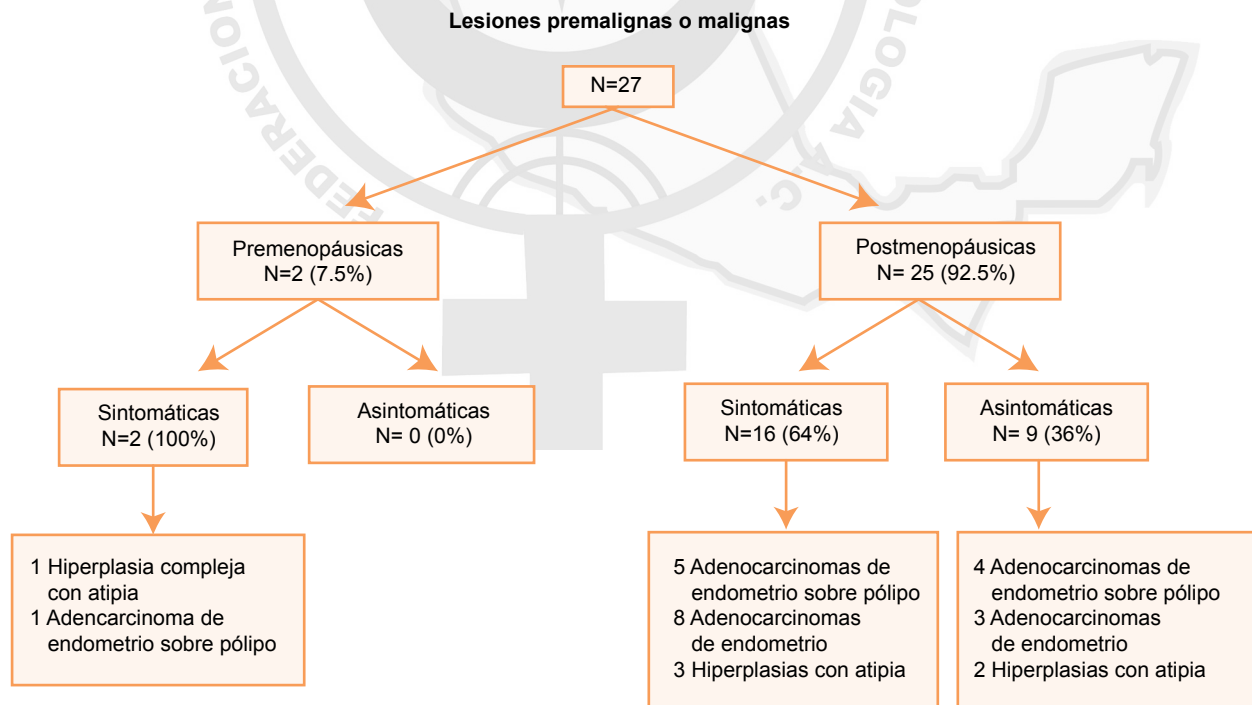 Lesiones premalignas o malignas
FEDERACION
OLOGIA A.C.
N=27
Premenopáusicas
N=2 (7.5%)
Postmenopáusicas
N= 25 (92.5%)
Sintomáticas
N=2 (100%)
Asintomáticas
N= 0 (0%)
Sintomáticas
N=16 (64%)
Asintomáticas
N= 9 (36%)
1 Hiperplasia compleja
con atipia
1 Adencarcinoma de
endometrio sobre pólipo
5 Adenocarcinomas de
endometrio sobre pólipo
8 Adenocarcinomas
de endometrio
3 Hiperplasias con atipia
4 Adenocarcinomas de
endometrio sobre pólipo
3 Adenocarcinomas
de endometrio
2 Hiperplasias con atipia